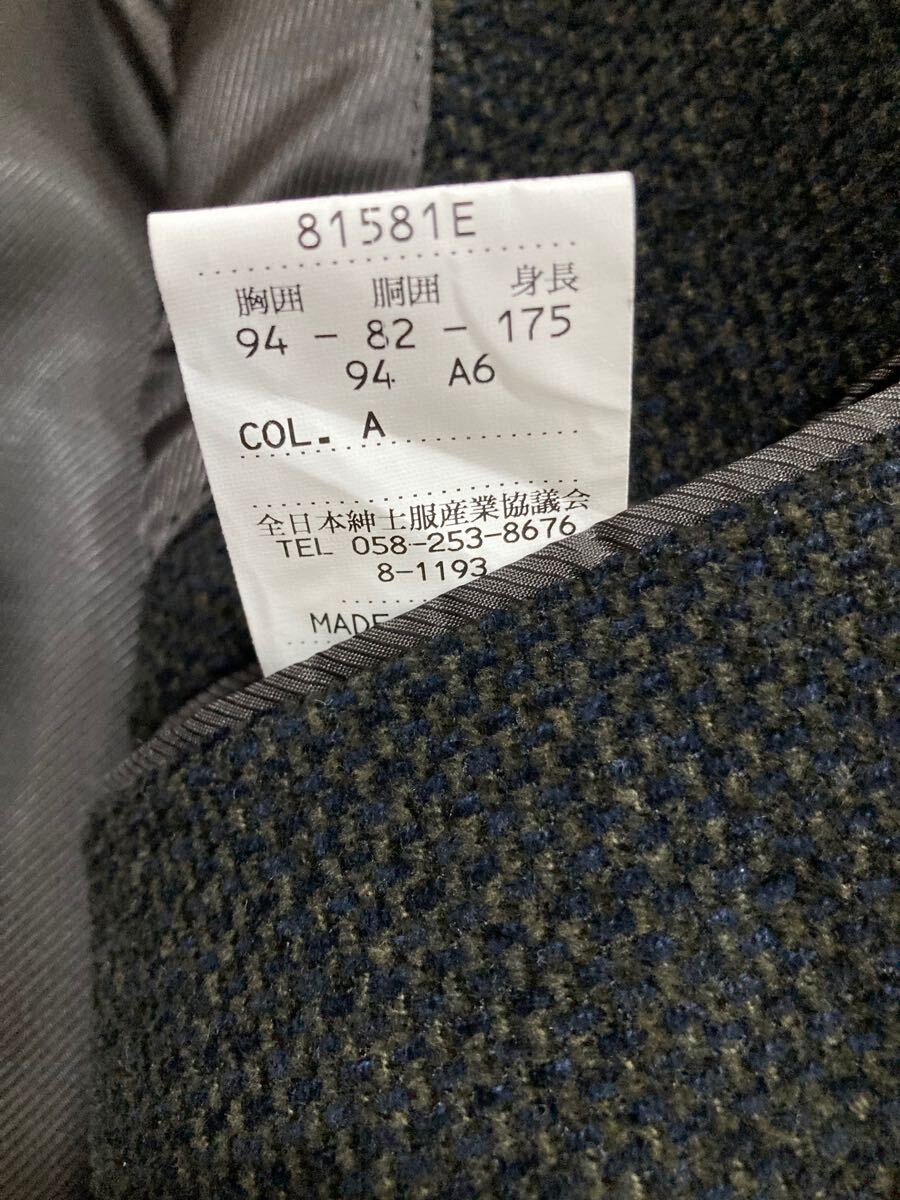 81581E
胸囲 胴囲 身長
94 - 82 - 175
94 A6
COL. A
全日本紳士服産業協議会
TEL 058-253-8676
8-1193
MADE